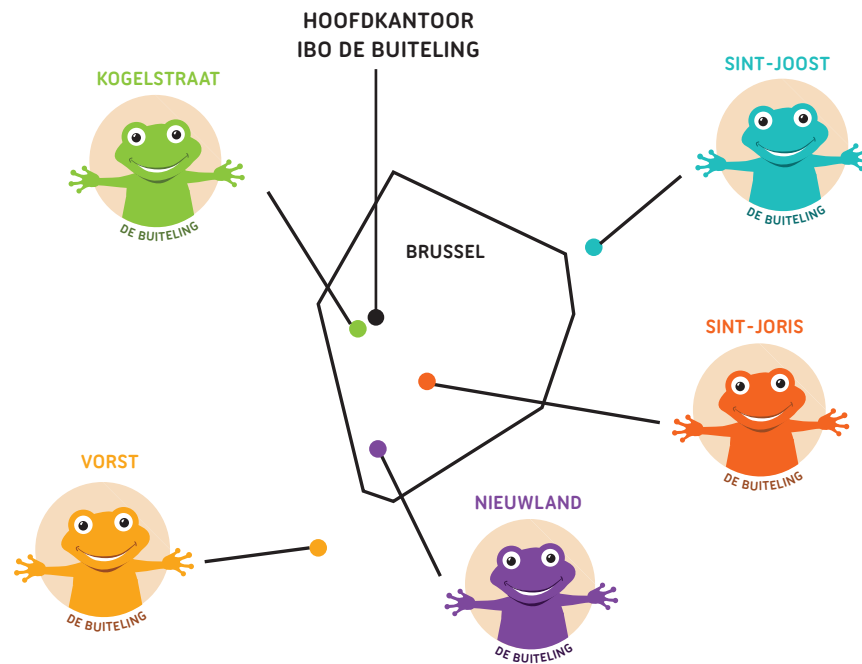 HOOFDKANTOOR
IBO DE BUITELING
KOGELSTRAAT
DE BUITELING
SINT-JOOST
DE BUITELING
BRUSSEL
SINT-JORIS
DE BUITELING
VORST
DE BUITELING
NIEUWLAND
DE BUITELING